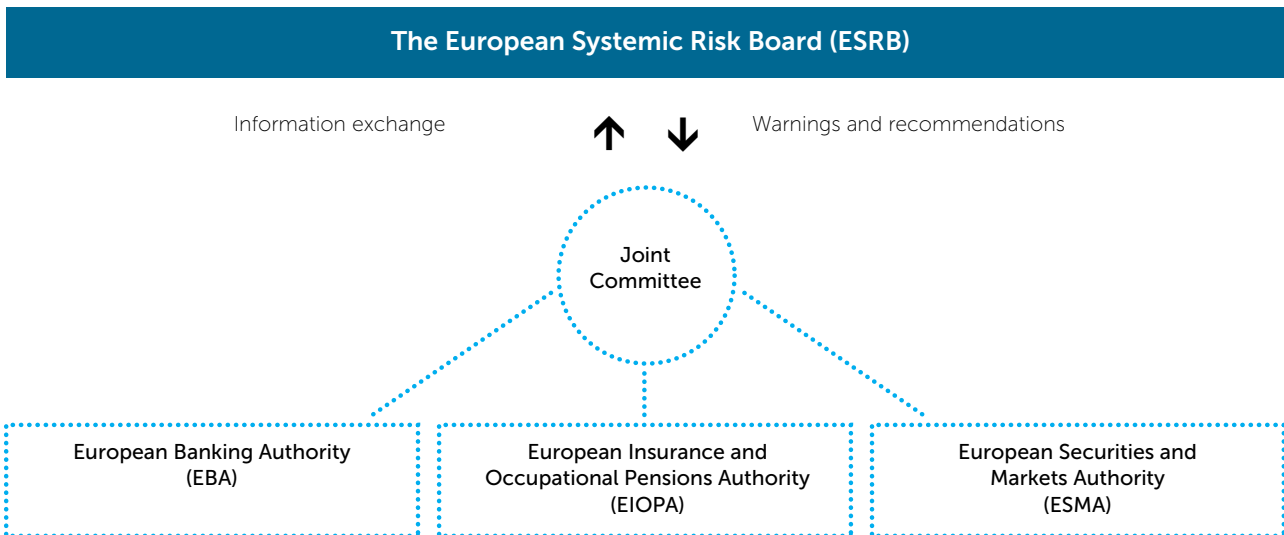 The European Systemic Risk Board (ESRB)
Information exchange
Warnings and recommendations
Joint
Committee
European Banking Authority
(EBA)
European Insurance and
Occupational Pensions Authority
(EIOPA)
European Securities and
Markets Authority
(ESMA)